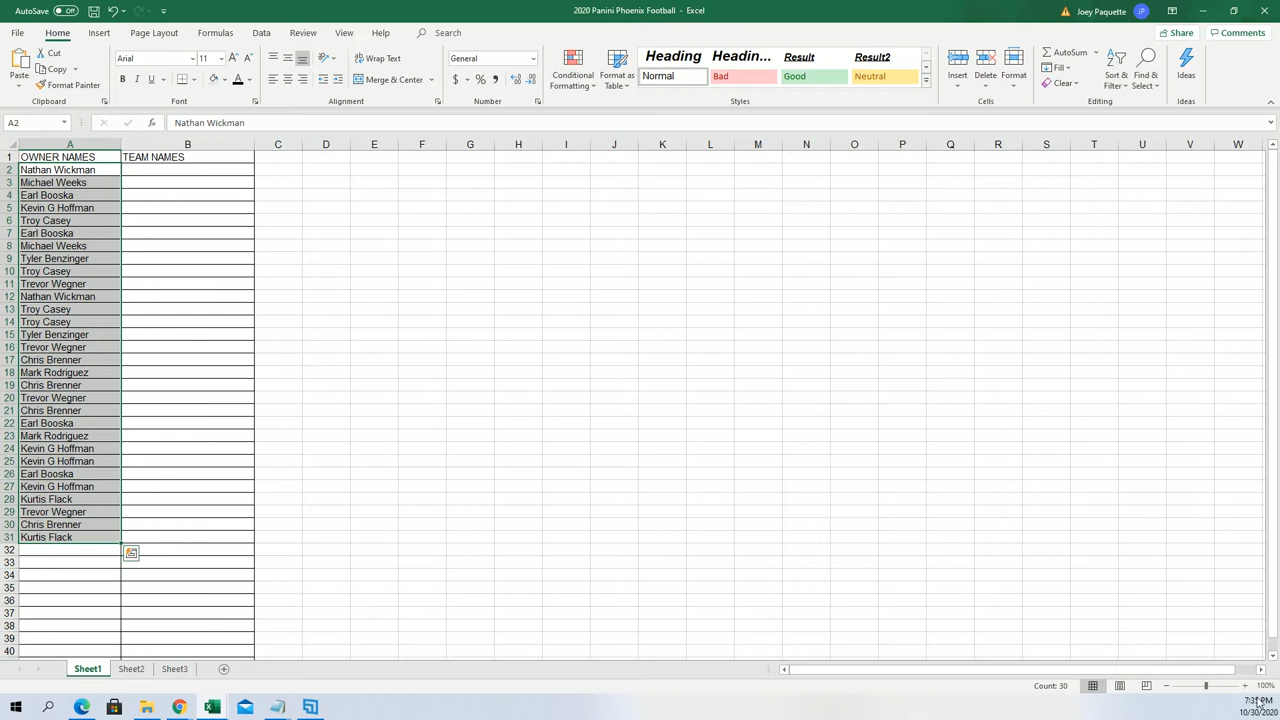 AutoSave Off 2020 Panini Phoenix Football - Excel Joey Paquette JP
File Home Insert Page Layout Formulas Data Review View Help Search Share Comments
Paste Cut Copy Format Painter Clipboard
Arial 11 B I U Font
Wrap Text Merge & Center Alignment
General $ % Number
Conditional Formatting Format as Table
Heading Headin... Result Result2
Normal Bad Good Neutral
Styles
Insert Delete Format Cells
AutoSum Fill Clear Sort & Filter Find & Select Editing
Ideas Ideas
A2 fx Nathan Wickman
A B C D E F G H I J K L M N O P Q R S T U V W
1 OWNER NAMES TEAM NAMES
2 Nathan Wickman
3 Michael Weeks
4 Earl Booska
5 Kevin G Hoffman
6 Troy Casey
7 Earl Booska
8 Michael Weeks
9 Tyler Benzinger
10 Troy Casey
11 Trevor Wegner
12 Nathan Wickman
13 Troy Casey
14 Troy Casey
15 Tyler Benzinger
16 Trevor Wegner
17 Chris Brenner
18 Mark Rodriguez
19 Chris Brenner
20 Trevor Wegner
21 Chris Brenner
22 Earl Booska
23 Mark Rodriguez
24 Kevin G Hoffman
25 Kevin G Hoffman
26 Earl Booska
27 Kevin G Hoffman
28 Kurtis Flack
29 Trevor Wegner
30 Chris Brenner
31 Kurtis Flack
32
33
34
35
36
37
38
39
40
Sheet1 Sheet2 Sheet3
Count: 30 100%
10/30/2020